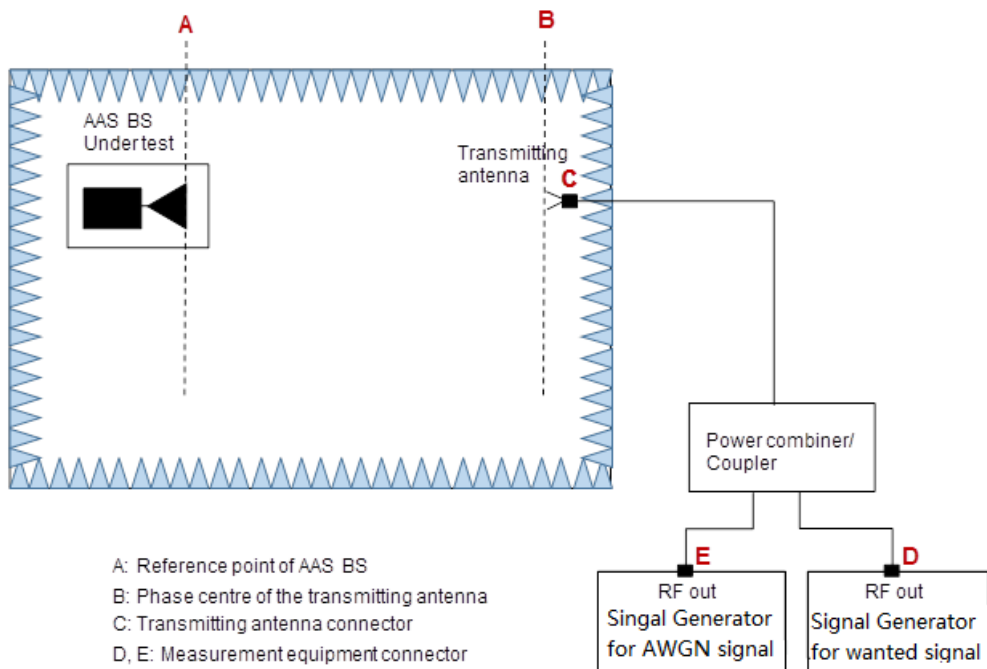 A
B
AAS BS
Under test
Transmitting
antenna
C
Power combiner/
Coupler
E
D
RF out
Singal Generator
for AWGN signal
RF out
Signal Generator
for wanted signal
A: Reference point of AAS BS
B: Phase centre of the transmitting antenna
C: Transmitting antenna connector
D, E: Measurement equipment connector